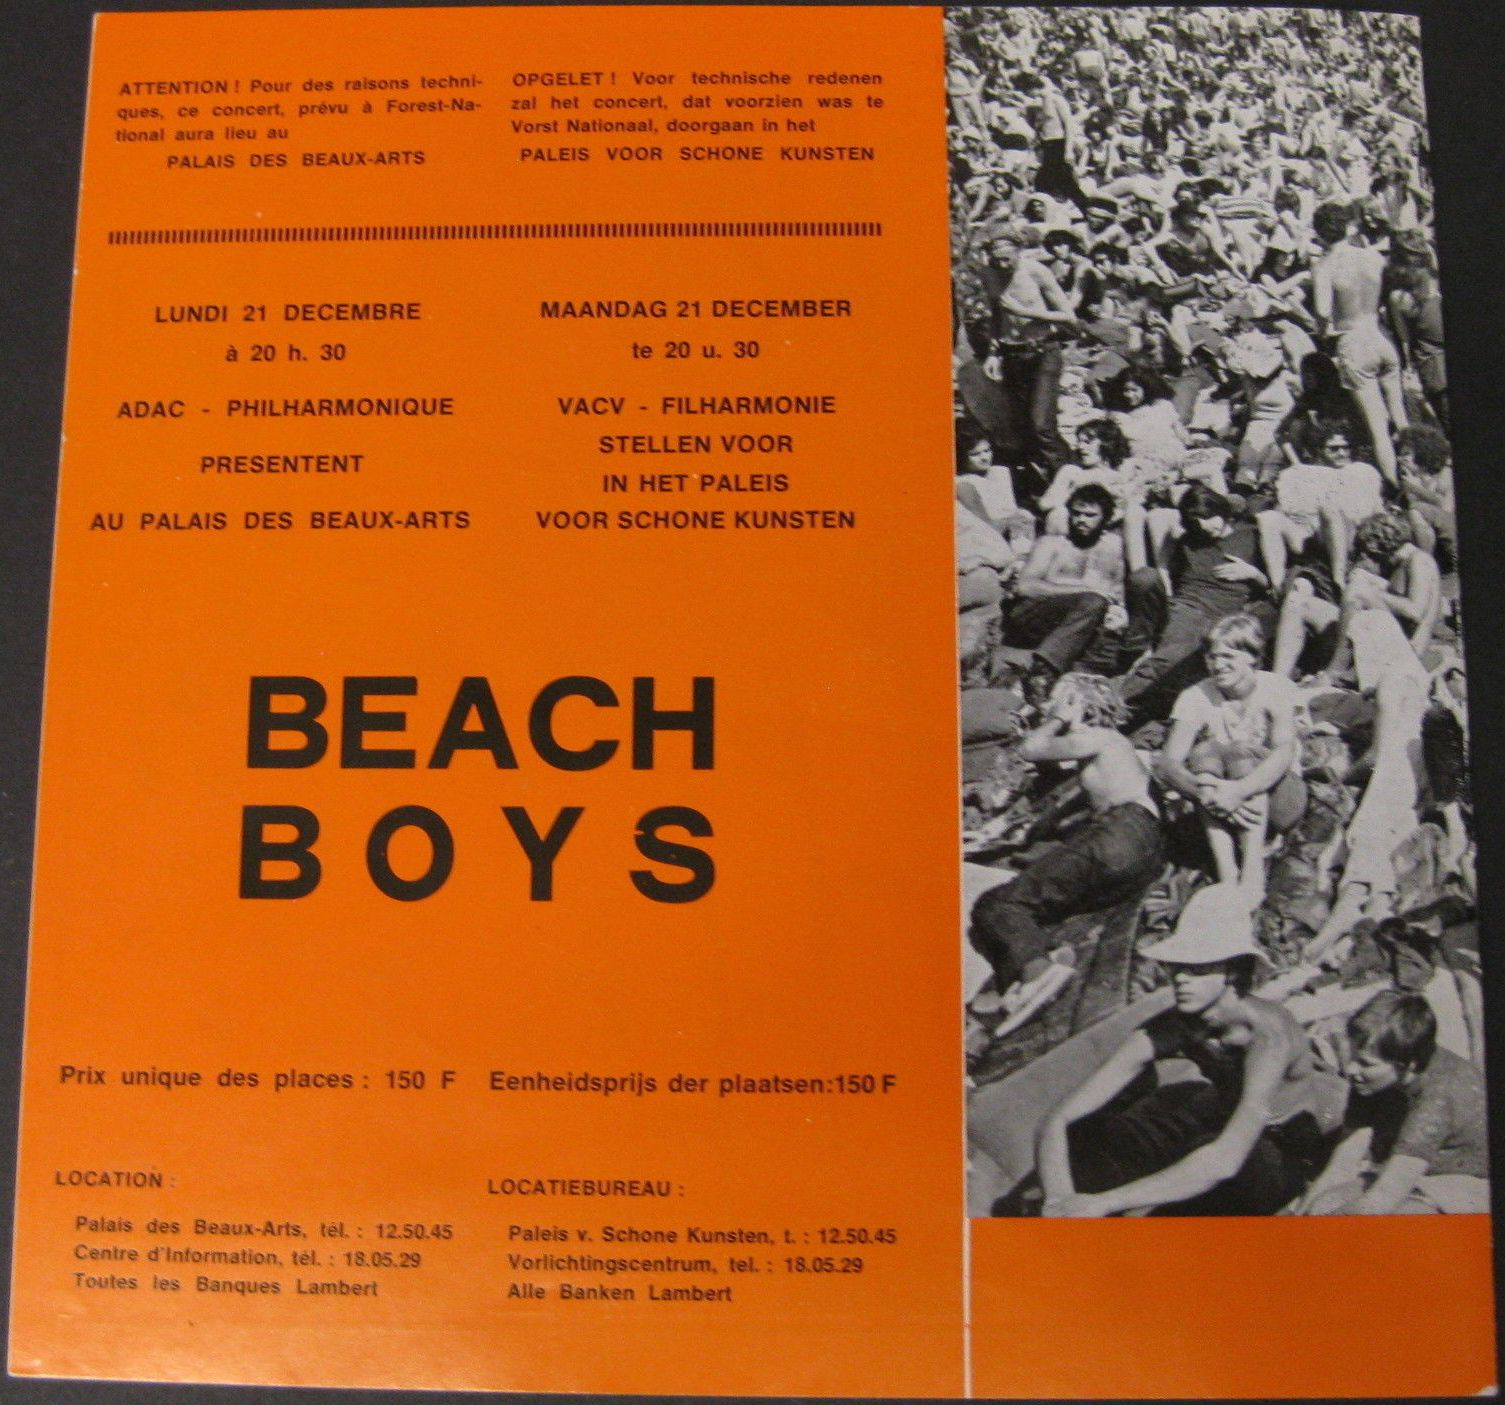 ATTENTION ! Pour des raisons techni-
ques, ce concert, prévu à Forest-Na-
tional aura lieu au
PALAIS DES BEAUX-ARTS
OPGELET ! Voor technische redenen
zal het concert, dat voorzien was te
Vorst Nationaal, doorgaan in het
PALEIS VOOR SCHONE KUNSTEN
LUNDI 21 DECEMBRE
à 20 h. 30
ADAC - PHILHARMONIQUE
PRESENTENT
AU PALAIS DES BEAUX-ARTS
MAANDAG 21 DECEMBER
te 20 u. 30
VACV - FILHARMONIE
STELLEN VOOR
IN HET PALEIS
VOOR SCHONE KUNSTEN
BEACH
BOYS
Prix unique des places : 150 F
Eenheidsprijs der plaatsen:150 F
LOCATION :
Palais des Beaux-Arts, tél. : 12.50.45
Centre d'Information, tél. : 18.05.29
Toutes les Banques Lambert
LOCATIEBUREAU :
Paleis v. Schone Kunsten, t. : 12.50.45
Vorlichtingscentrum, tel. : 18.05.29
Alle Banken Lambert